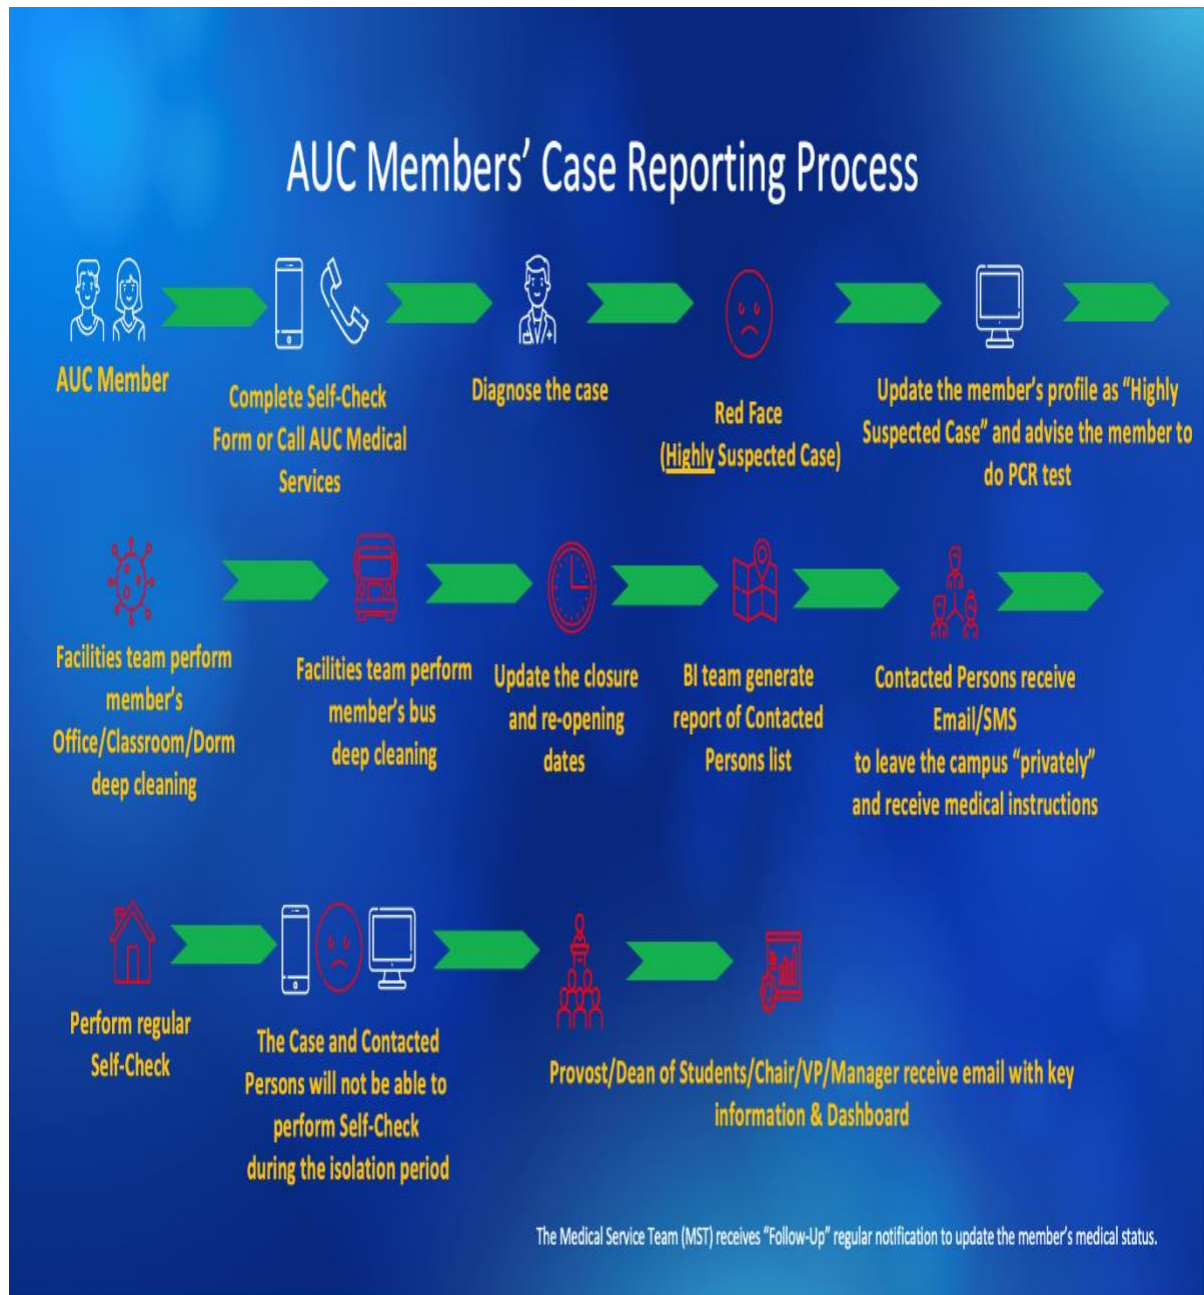 AUC Members’ Case Reporting Process
AUC Member
Complete Self-Check
Form or Call AUC Medical
Services
Diagnose the case
Red Face
(Highly Suspected Case)
Update the member’s profile as “Highly
Suspected Case” and advise the member to
do PCR test
Facilities team perform
member’s
Office/Classroom/Dorm
deep cleaning
Facilities team perform
member’s bus
deep cleaning
Update the closure
and re-opening
dates
BI team generate
report of Contacted
Persons list
Contacted Persons receive
Email/SMS
to leave the campus “privately”
and receive medical instructions
Perform regular
Self-Check
The Case and Contacted
Persons will not be able to
perform Self-Check
during the isolation period
Provost/Dean of Students/Chair/VP/Manager receive email with key
information & Dashboard
The Medical Service Team (MST) receives “Follow-Up” regular notification to update the member’s medical status.